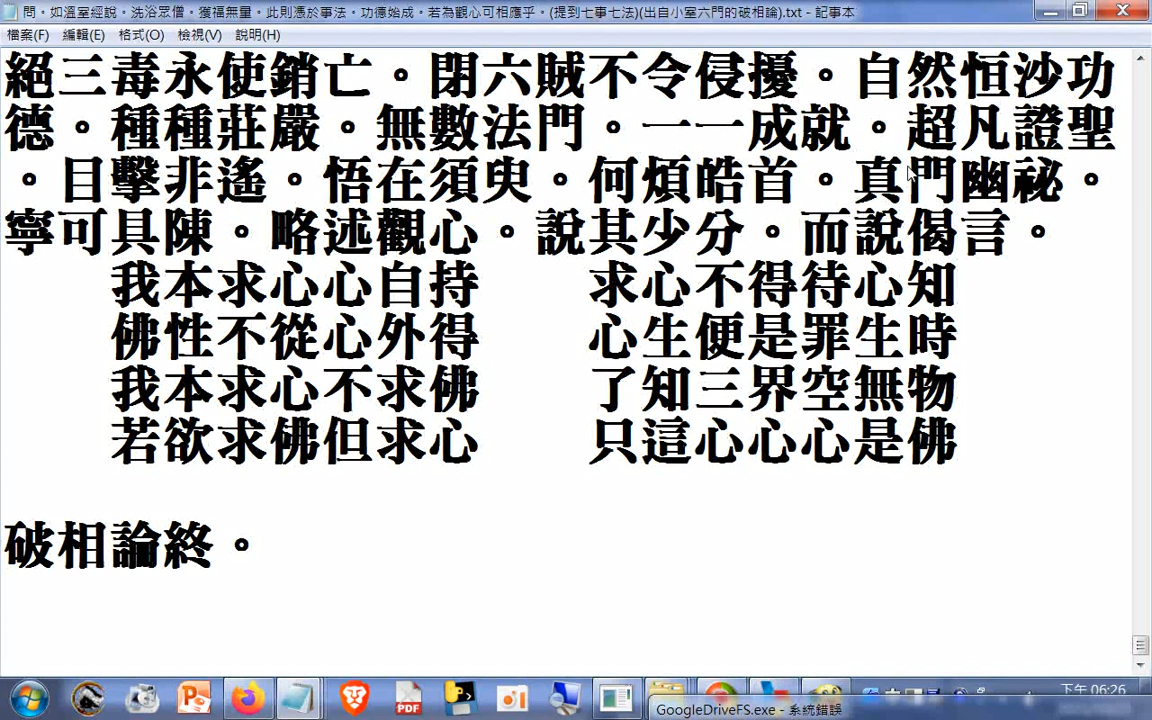 問。如溫室經說。洗浴眾僧。獲福無量。此則憑於事法。功德始成。若為觀心可相應乎。(提到七事七法)(出自小室六門的破相論).txt - 記事本
檔案(F) 編輯(E) 格式(O) 檢視(V) 說明(H)
絕三毒永使銷亡。閉六賊不令侵擾。自然恒沙功
德。種種莊嚴。無數法門。一一成就。超凡證聖
。目擊非遙。悟在須臾。何煩皓首。真門幽祕。
寧可具陳。略述觀心。說其少分。而說偈言。
我本求心心自持 求心不得待心知
佛性不從心外得 心生便是罪生時
我本求心不求佛 了知三界空無物
若欲求佛但求心 只這心心心是佛
破相論終。
PDF
下午 06:26
GoogleDriveFS.exe - 系統錯誤